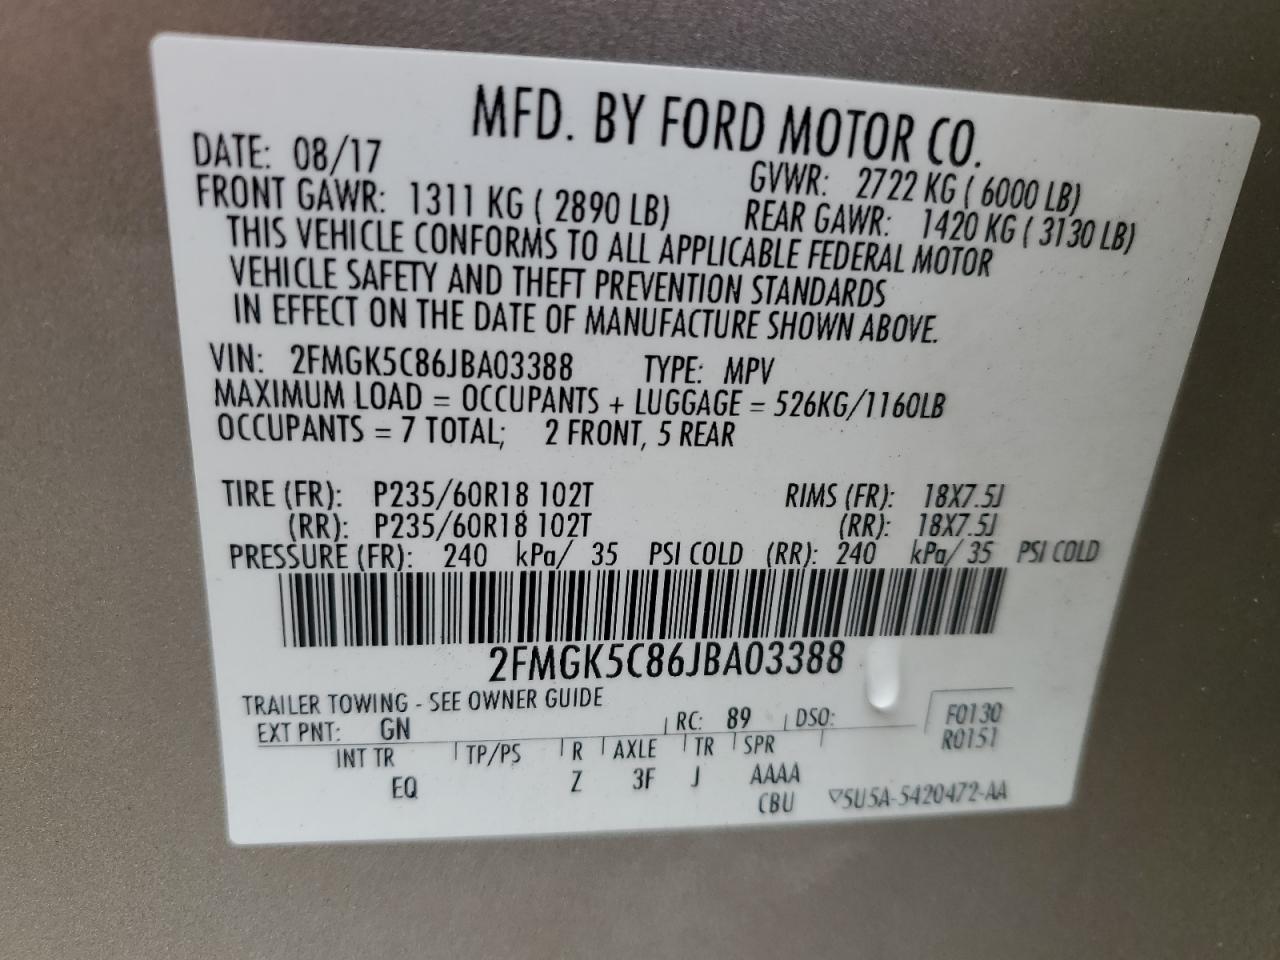 MFD. BY FORD MOTOR CO.
DATE: 08/17 GVWR: 2722 KG ( 6000 LB)
FRONT GAWR: 1311 KG ( 2890 LB) REAR GAWR: 1420 KG ( 3130 LB)
THIS VEHICLE CONFORMS TO ALL APPLICABLE FEDERAL MOTOR
VEHICLE SAFETY AND THEFT PREVENTION STANDARDS
IN EFFECT ON THE DATE OF MANUFACTURE SHOWN ABOVE.
VIN: 2FMGK5C86JBA03388 TYPE: MPV
MAXIMUM LOAD = OCCUPANTS + LUGGAGE = 526KG/1160LB
OCCUPANTS = 7 TOTAL; 2 FRONT, 5 REAR
TIRE (FR): P235/60R18 102T RIMS (FR): 18X7.5J
(RR): P235/60R18 102T (RR): 18X7.5J
PRESSURE (FR): 240 kPa/ 35 PSI COLD (RR): 240 kPa/ 35 PSI COLD
2FMGK5C86JBA03388
TRAILER TOWING - SEE OWNER GUIDE
EXT PNT: GN RC: 89 DSO: F0130
R0151
INT TR TP/PS R AXLE TR SPR
EQ Z 3F J AAAA
CBU ▽5U5A-5420472-AA